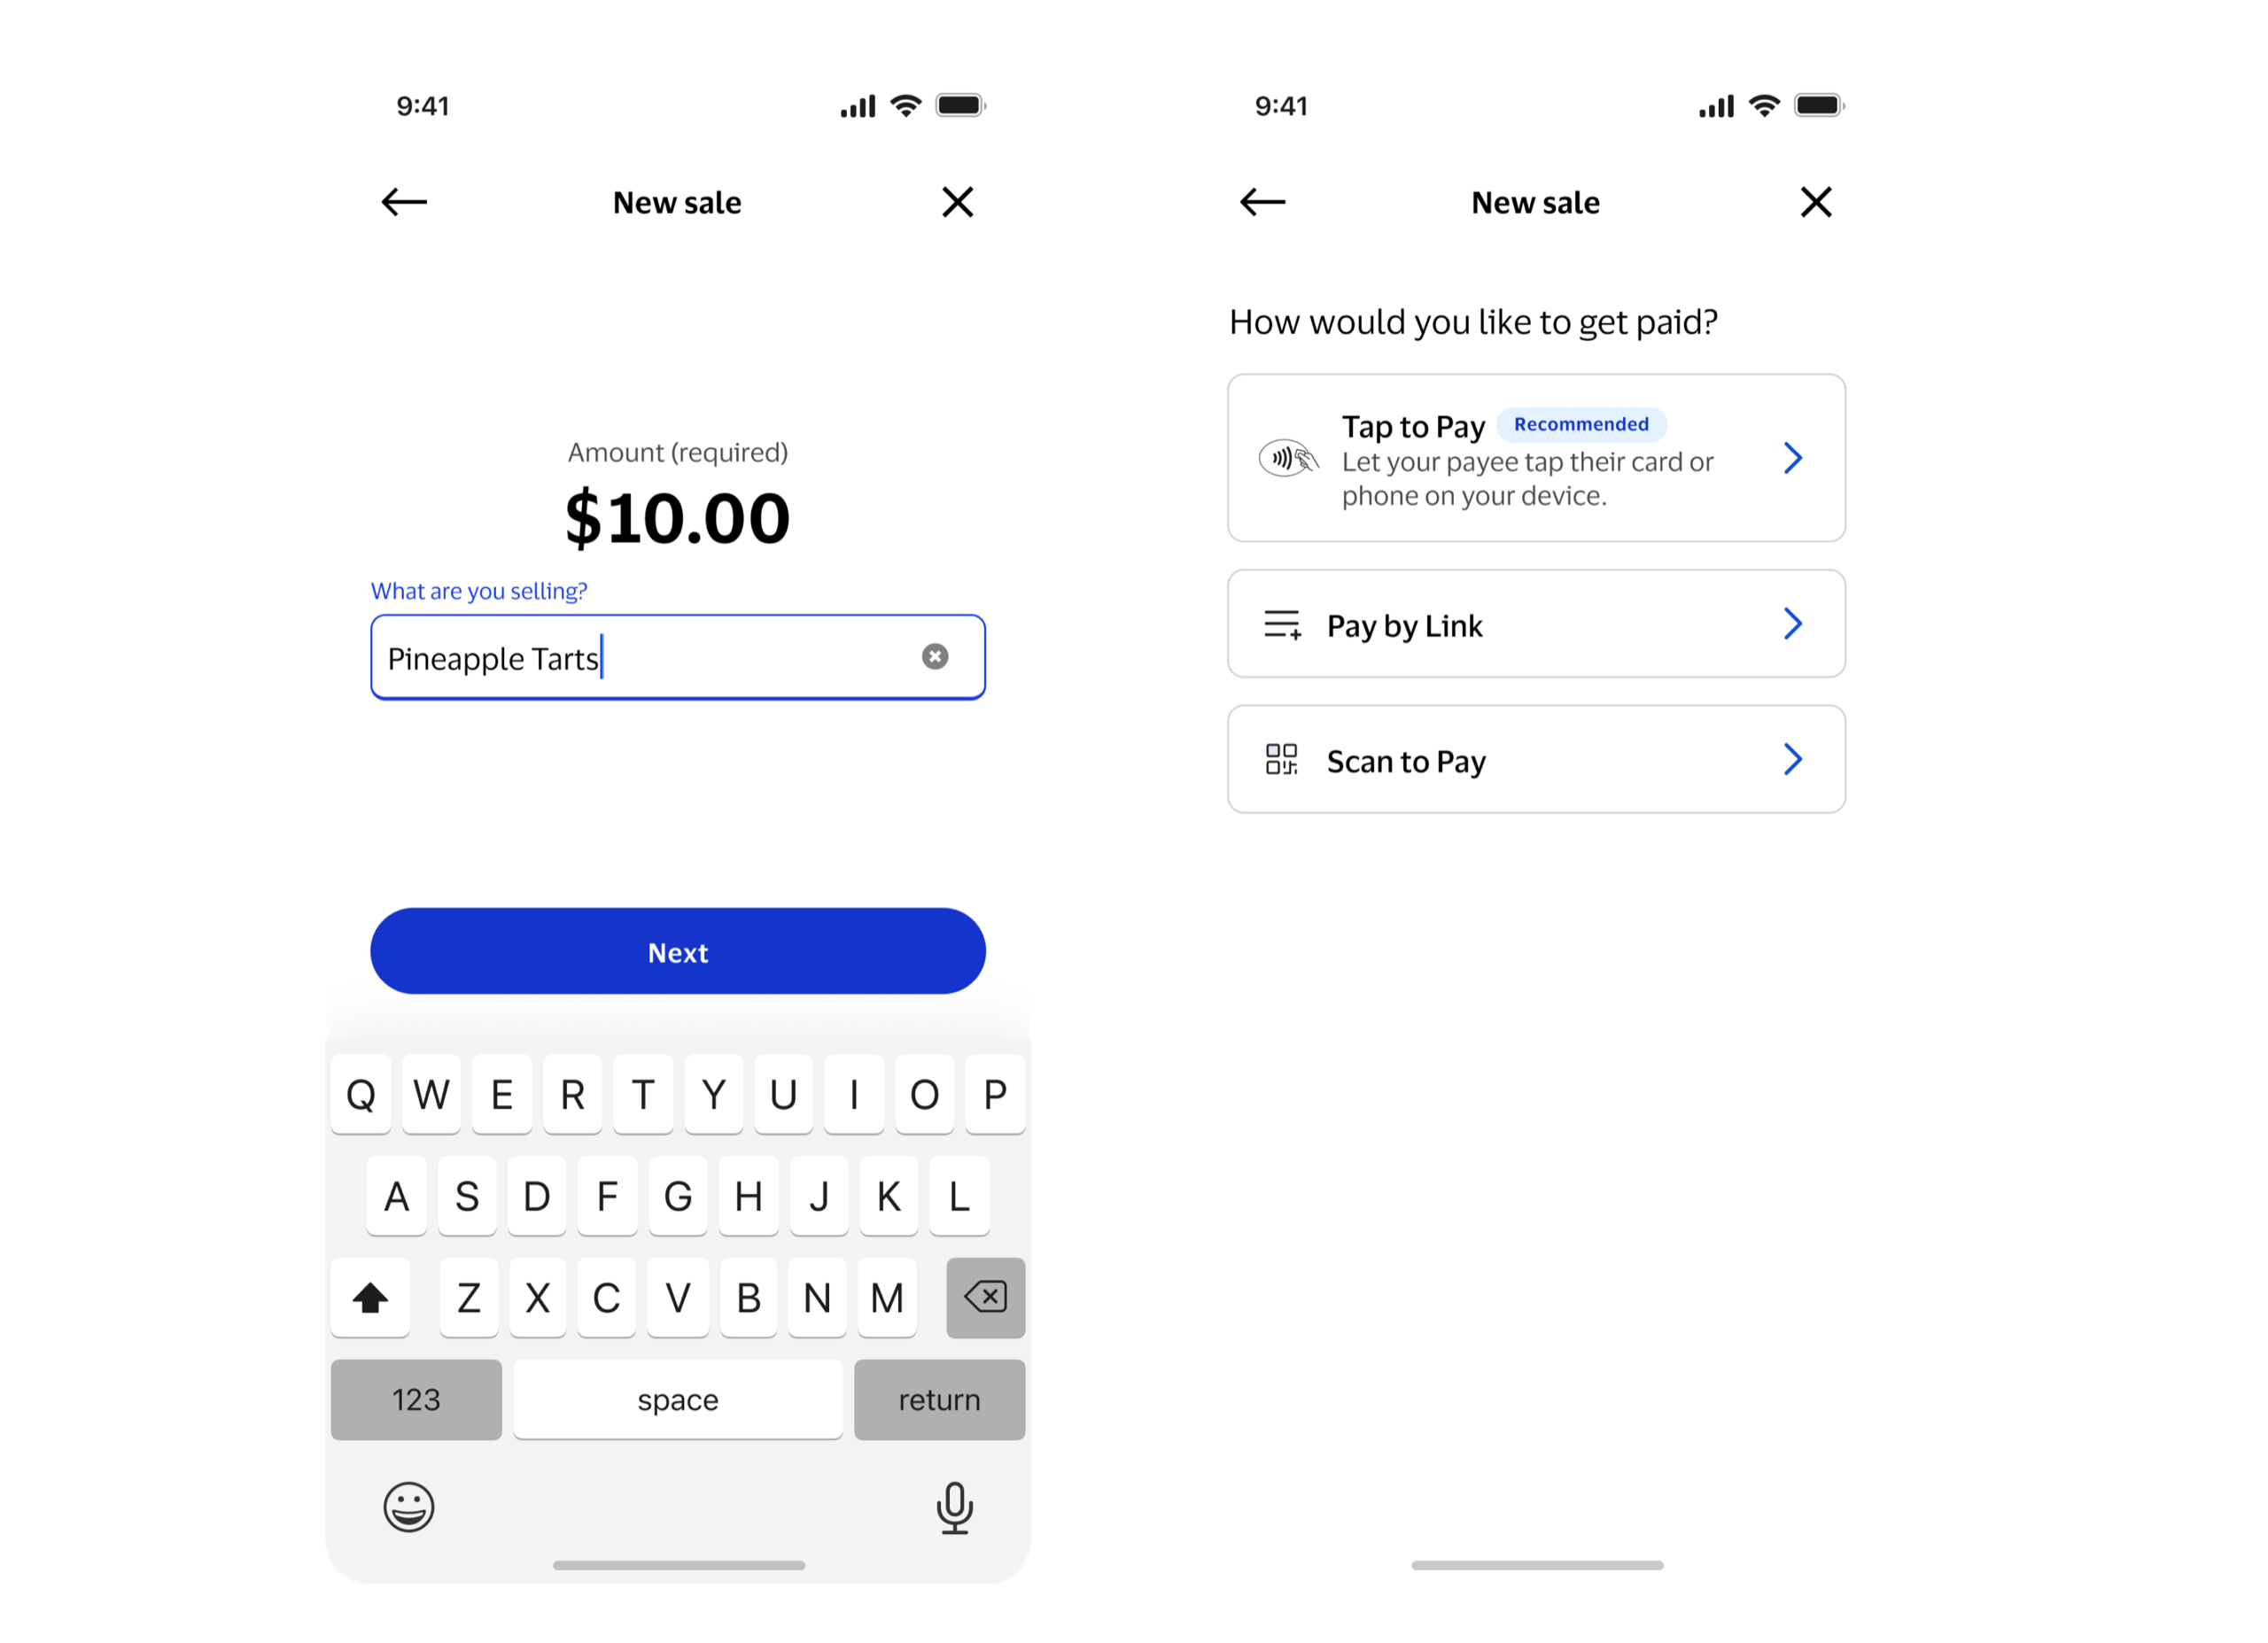 9:41
New sale
Amount (required)
$10.00
What are you selling?
Pineapple Tarts
Next
Q W E R T Y U I O P
A S D F G H J K L
Z X C V B N M
123 space return
9:41
New sale
How would you like to get paid?
Tap to Pay Recommended
Let your payee tap their card or
phone on your device.
Pay by Link
Scan to Pay